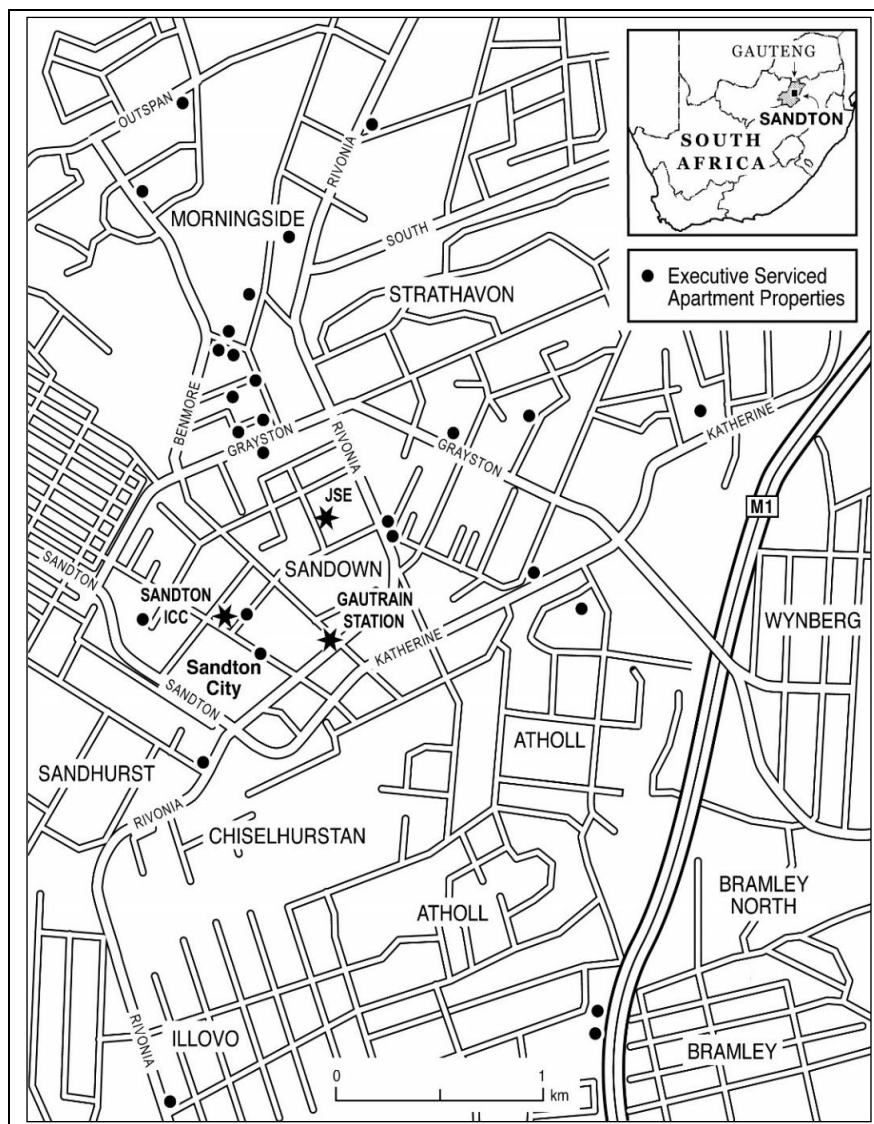 GAUTENG
SANDTON
SOUTH
AFRICA
Executive Serviced
Apartment Properties
OUTSPAN
RIVONIA
MORNINGSIDE
SOUTH
STRATHAVON
BENMORE
GRAYSTON
RIVONIA
GRAYSTON
KATHERINE
M1
JSE
SANDTON
SANDOWN
SANDTON
ICC
GAUTRAIN
STATION
WYNBERG
KATHERINE
Sandton
City
SANDTON
ATHOLL
SANDHURST
RIVONIA
CHISELHURSTAN
ATHOLL
BRAMLEY
NORTH
RIVONIA
ILLOVO
BRAMLEY
0 1
km